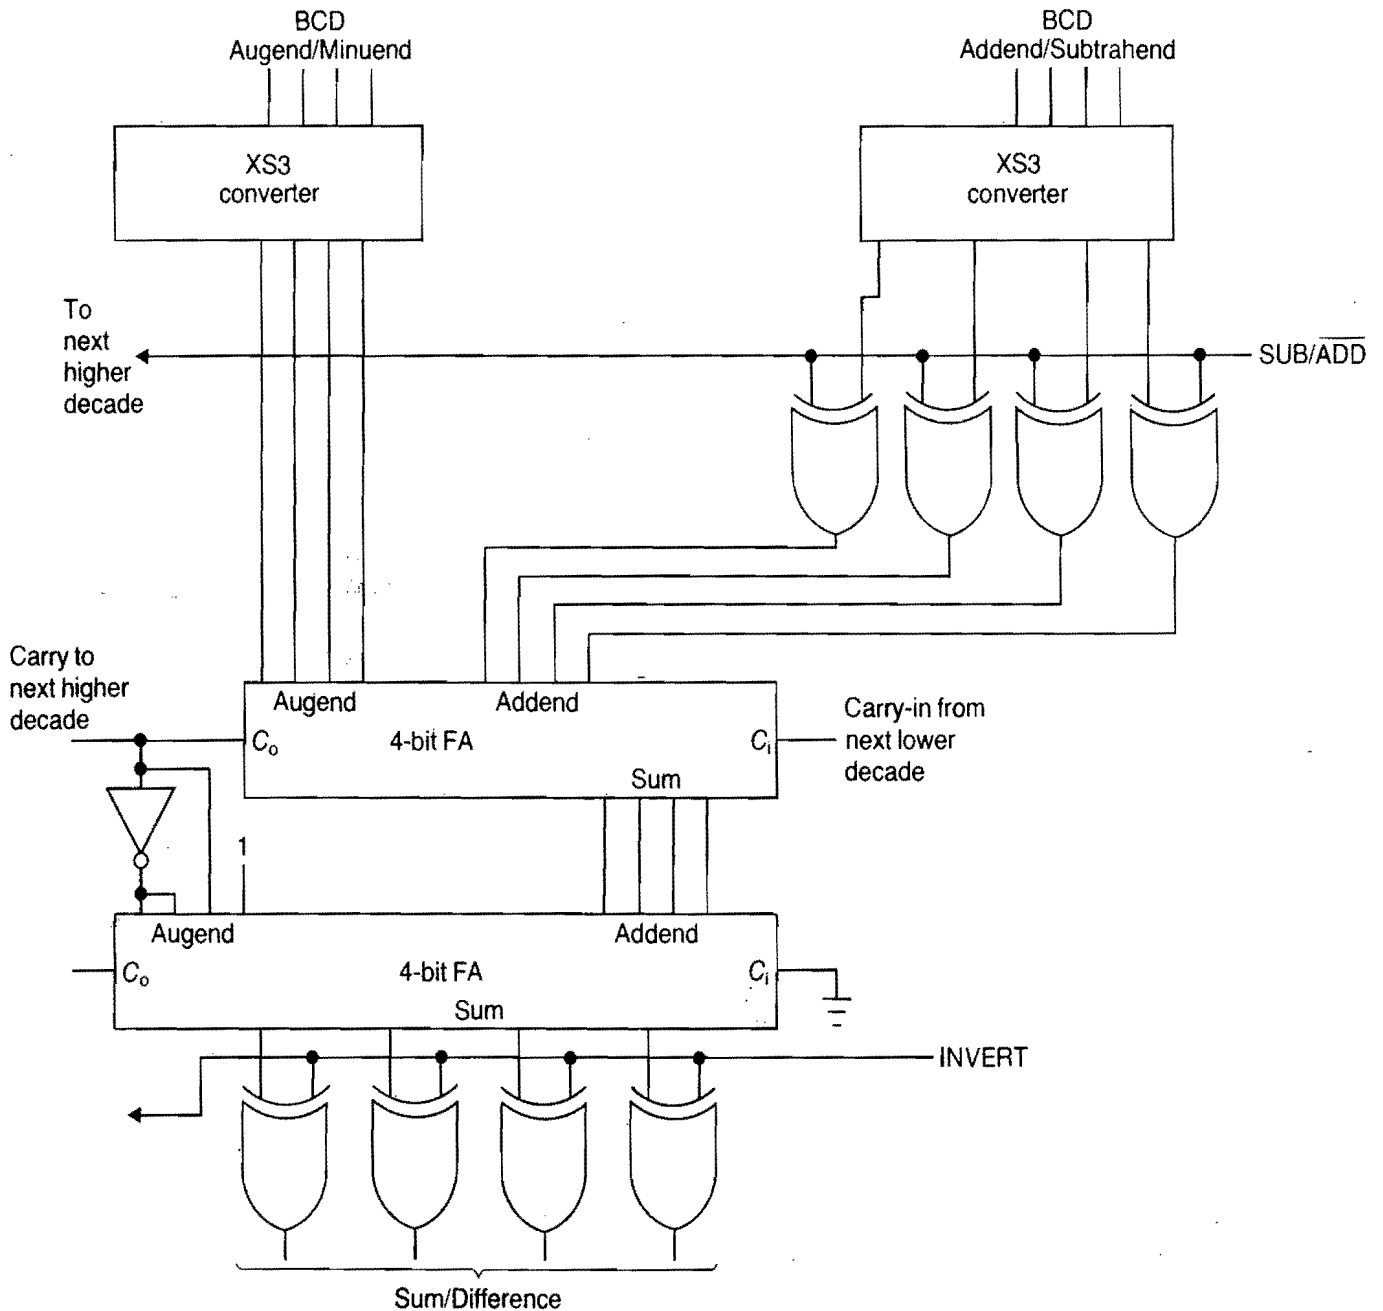 BCD
Augend/Minuend
BCD
Addend/Subtrahend
XS3
converter
XS3
converter
To
next
higher
decade
SUB/ADD
Carry to
next higher
decade
Augend
Addend
Co
4-bit FA
Ci
Sum
Carry-in from
next lower
decade
1
Augend
Addend
Co
4-bit FA
Ci
Sum
INVERT
Sum/Difference